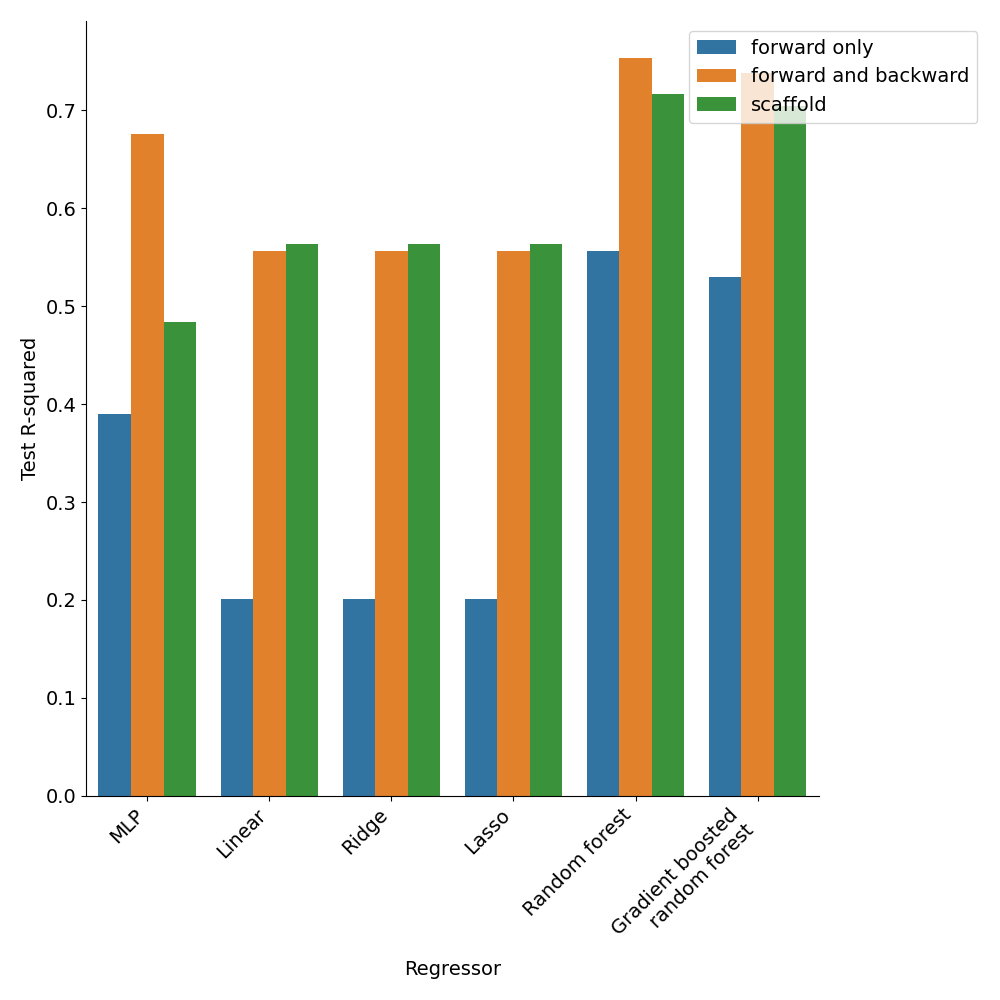 forward only
forward and backward
scaffold
Test R-squared
0.7
0.6
0.5
0.4
0.3
0.2
0.1
0.0
MLP
Linear
Ridge
Lasso
Random forest
Gradient boosted
random forest
Regressor